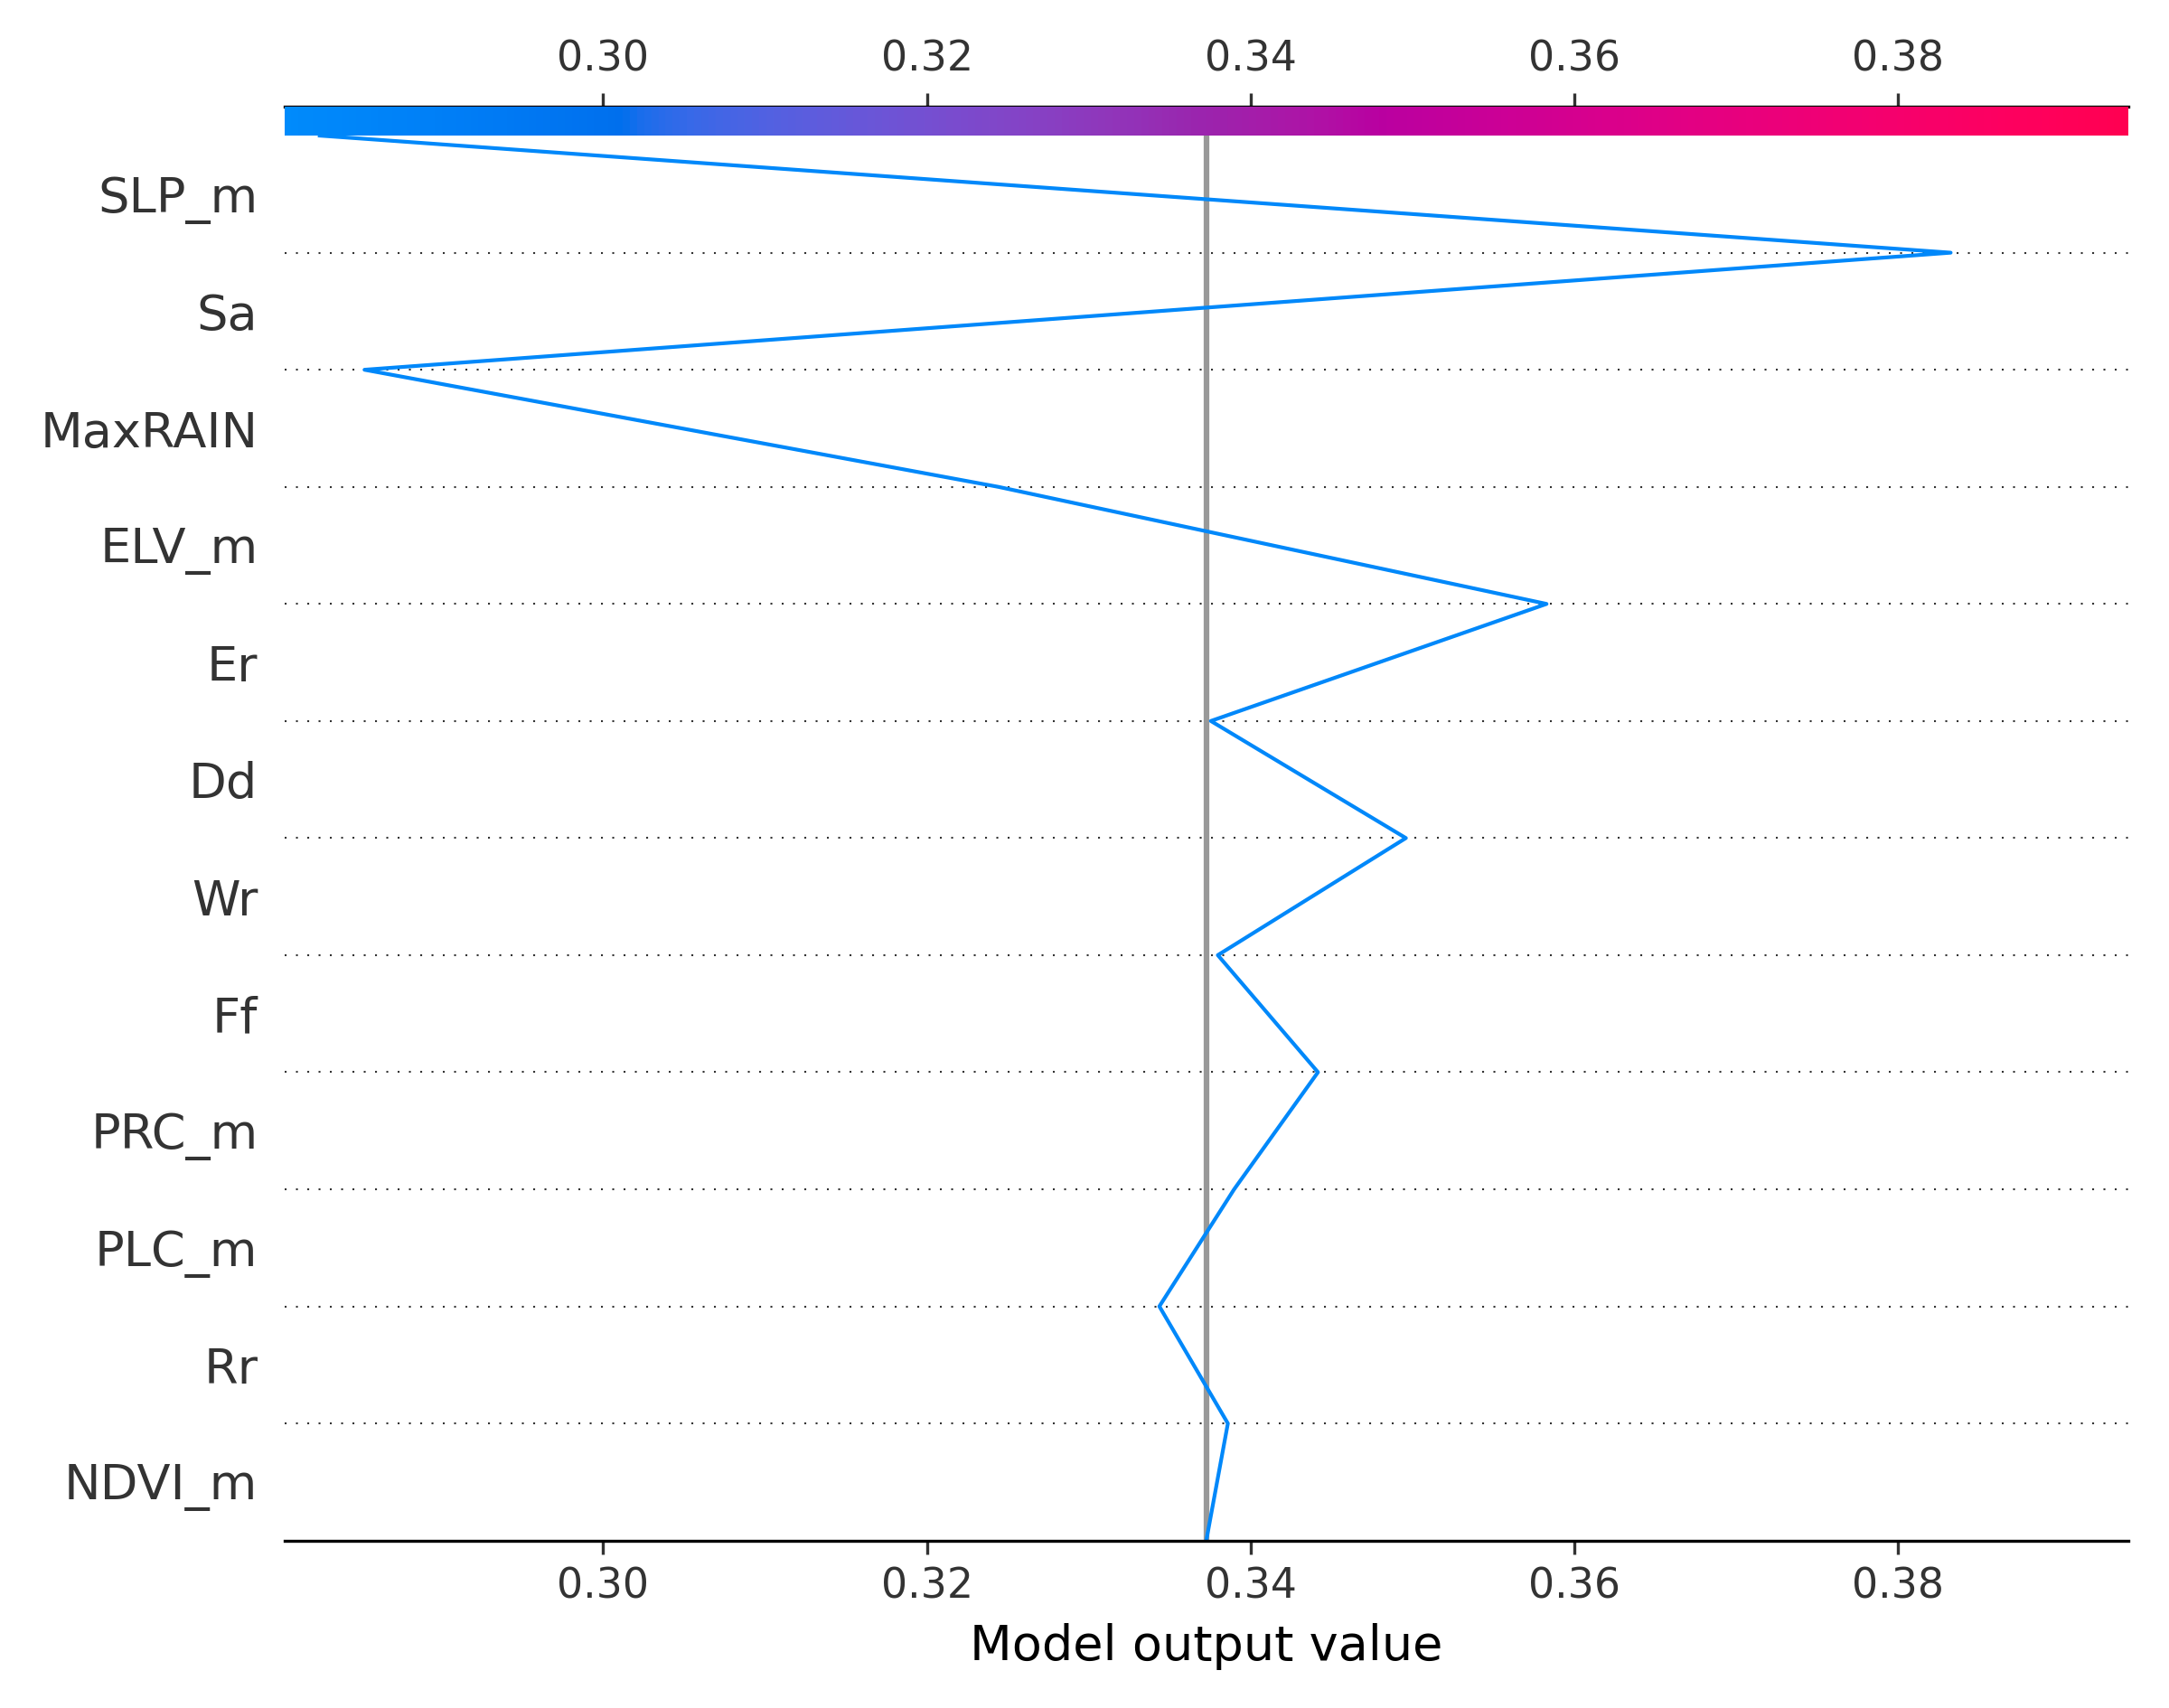 0.30 0.32 0.34 0.36 0.38
SLP_m
Sa
MaxRAIN
ELV_m
Er
Dd
Wr
Ff
PRC_m
PLC_m
Rr
NDVI_m
0.30 0.32 0.34 0.36 0.38
Model output value